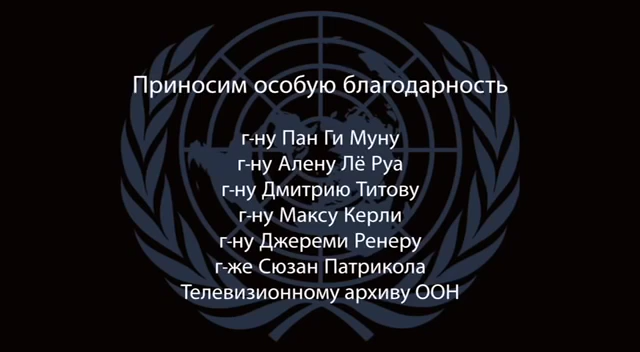 Приносим особую благодарность
г-ну Пан Ги Муну
г-ну Алену Лё Руа
г-ну Дмитрию Титову
г-ну Максу Керли
г-ну Джереми Ренеру
г-же Сюзан Патрикола
Телевизионному архиву ООН